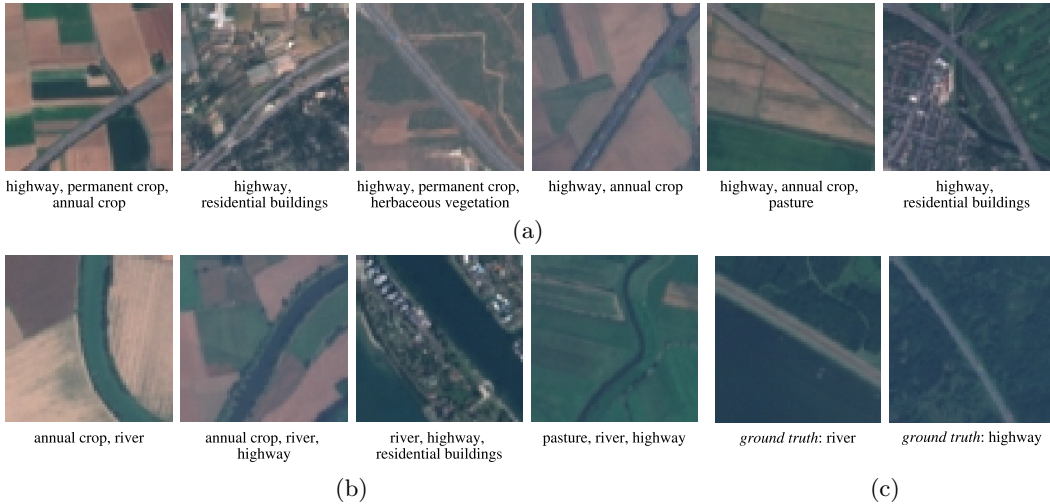 highway, permanent crop,
annual crop
highway,
residential buildings
highway, permanent crop,
herbaceous vegetation
highway, annual crop
highway, annual crop,
pasture
highway,
residential buildings
(a)
annual crop, river
annual crop, river,
highway
river, highway,
residential buildings
pasture, river, highway
ground truth: river
ground truth: highway
(b)
(c)